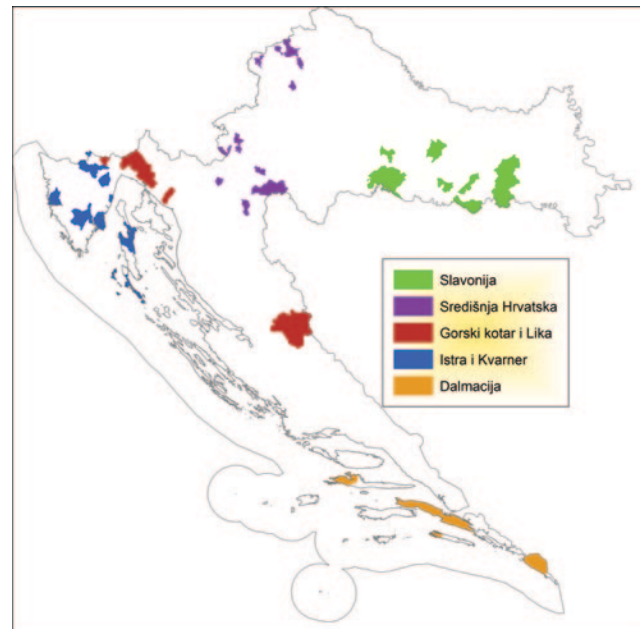 Slavonija
Središnja Hrvatska
Gorski kotar i Lika
Istra i Kvarner
Dalmacija